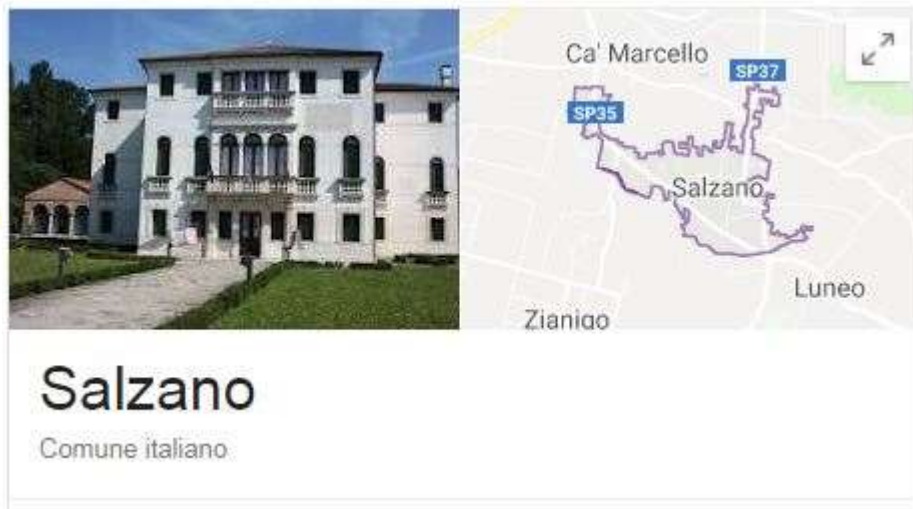 Ca' Marcello
SP37
SP35
Salzano
Luneo
Zianigo
Salzano
Comune italiano